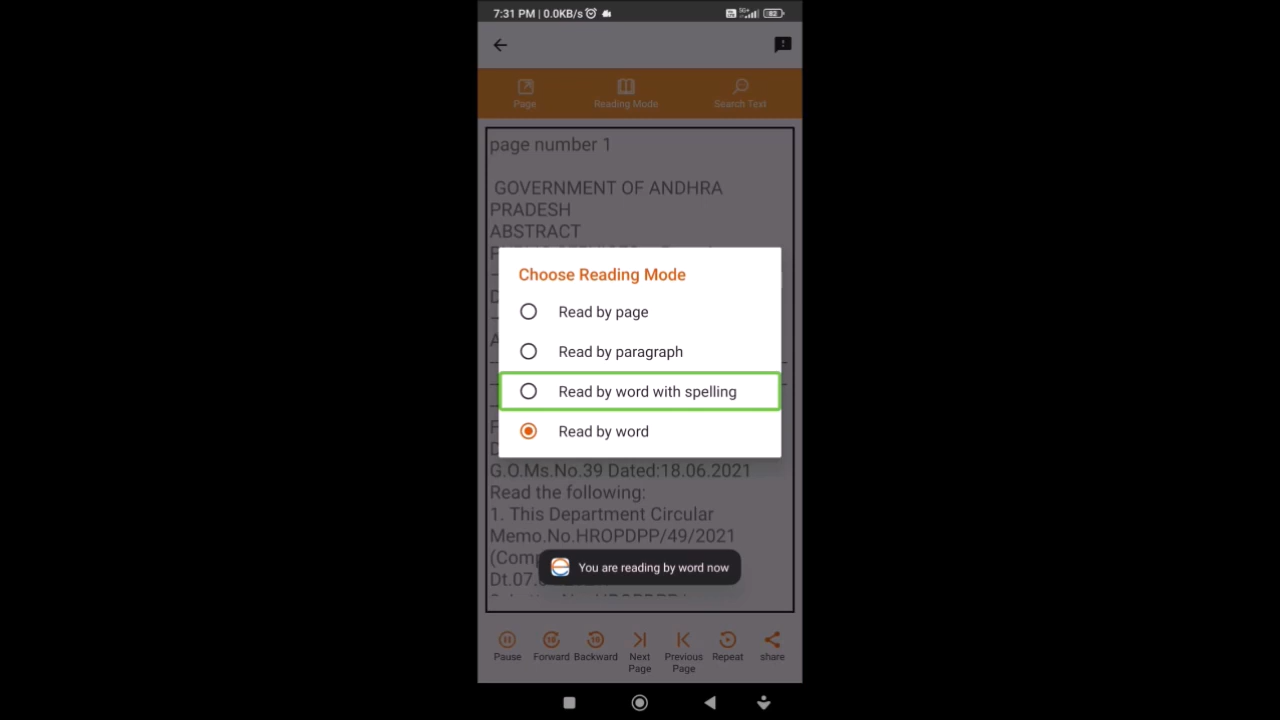 7:31 PM | 0.0KB/s
Page
Reading Mode
Search Text
page number 1
GOVERNMENT OF ANDHRA
PRADESH
ABSTRACT
Choose Reading Mode
Read by page
Read by paragraph
Read by word with spelling
Read by word
G.O.Ms.No.39 Dated:18.06.2021
Read the following:
1. This Department Circular
Memo.No.HROPDPP/49/2021
(Com
Dt.07.
You are reading by word now
Pause
Forward
Backward
Next
Page
Previous
Page
Repeat
share